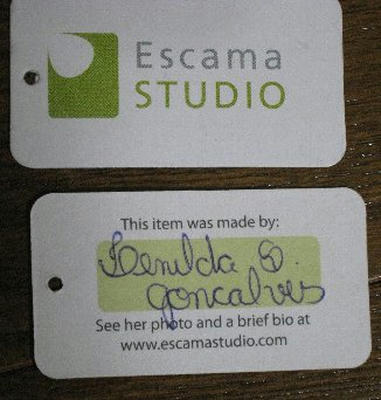 Escama
STUDIO
This item was made by:
goncalves
See her photo and a brief bio at
www.escamastudio.com